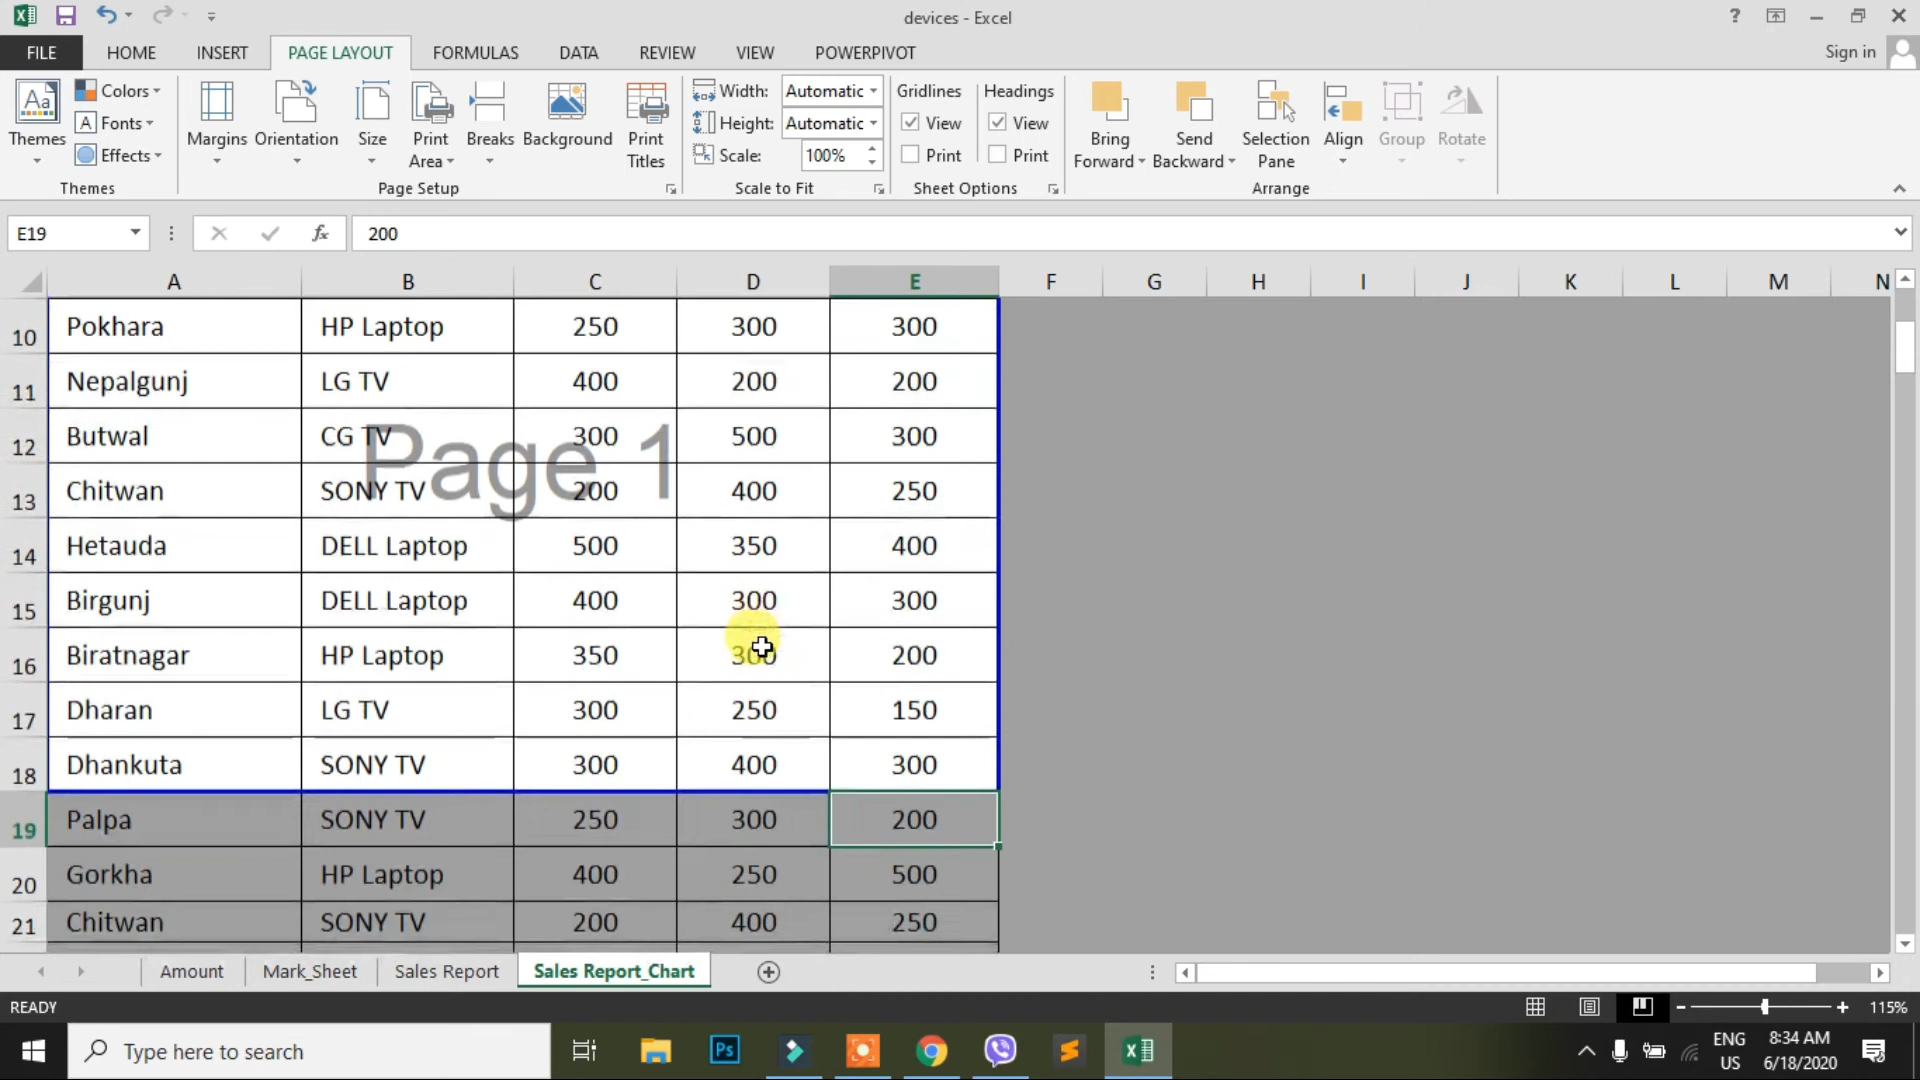 devices - Excel
?
FILE HOME INSERT PAGE LAYOUT FORMULAS DATA REVIEW VIEW POWERPIVOT Sign in
Aa Themes
Colors
A Fonts
Effects
Themes
Margins
Orientation
Size
Print Area
Breaks
Background
Print Titles
Page Setup
Width: Automatic
Height: Automatic
Scale: 100%
Scale to Fit
Gridlines
View
Print
Headings
View
Print
Sheet Options
Bring Forward
Send Backward
Selection Pane
Align
Group
Rotate
Arrange
E19 fx 200
A B C D E F G H I J K L M N
10 Pokhara HP Laptop 250 300 300
11 Nepalgunj LG TV 400 200 200
12 Butwal CG TV 300 500 300
Page 1
13 Chitwan SONY TV 200 400 250
14 Hetauda DELL Laptop 500 350 400
15 Birgunj DELL Laptop 400 300 300
16 Biratnagar HP Laptop 350 300 200
17 Dharan LG TV 300 250 150
18 Dhankuta SONY TV 300 400 300
19 Palpa SONY TV 250 300 200
20 Gorkha HP Laptop 400 250 500
21 Chitwan SONY TV 200 400 250
Amount Mark_Sheet Sales Report Sales Report_Chart
READY 115%
Type here to search
Ps
ENG
US
8:34 AM
6/18/2020